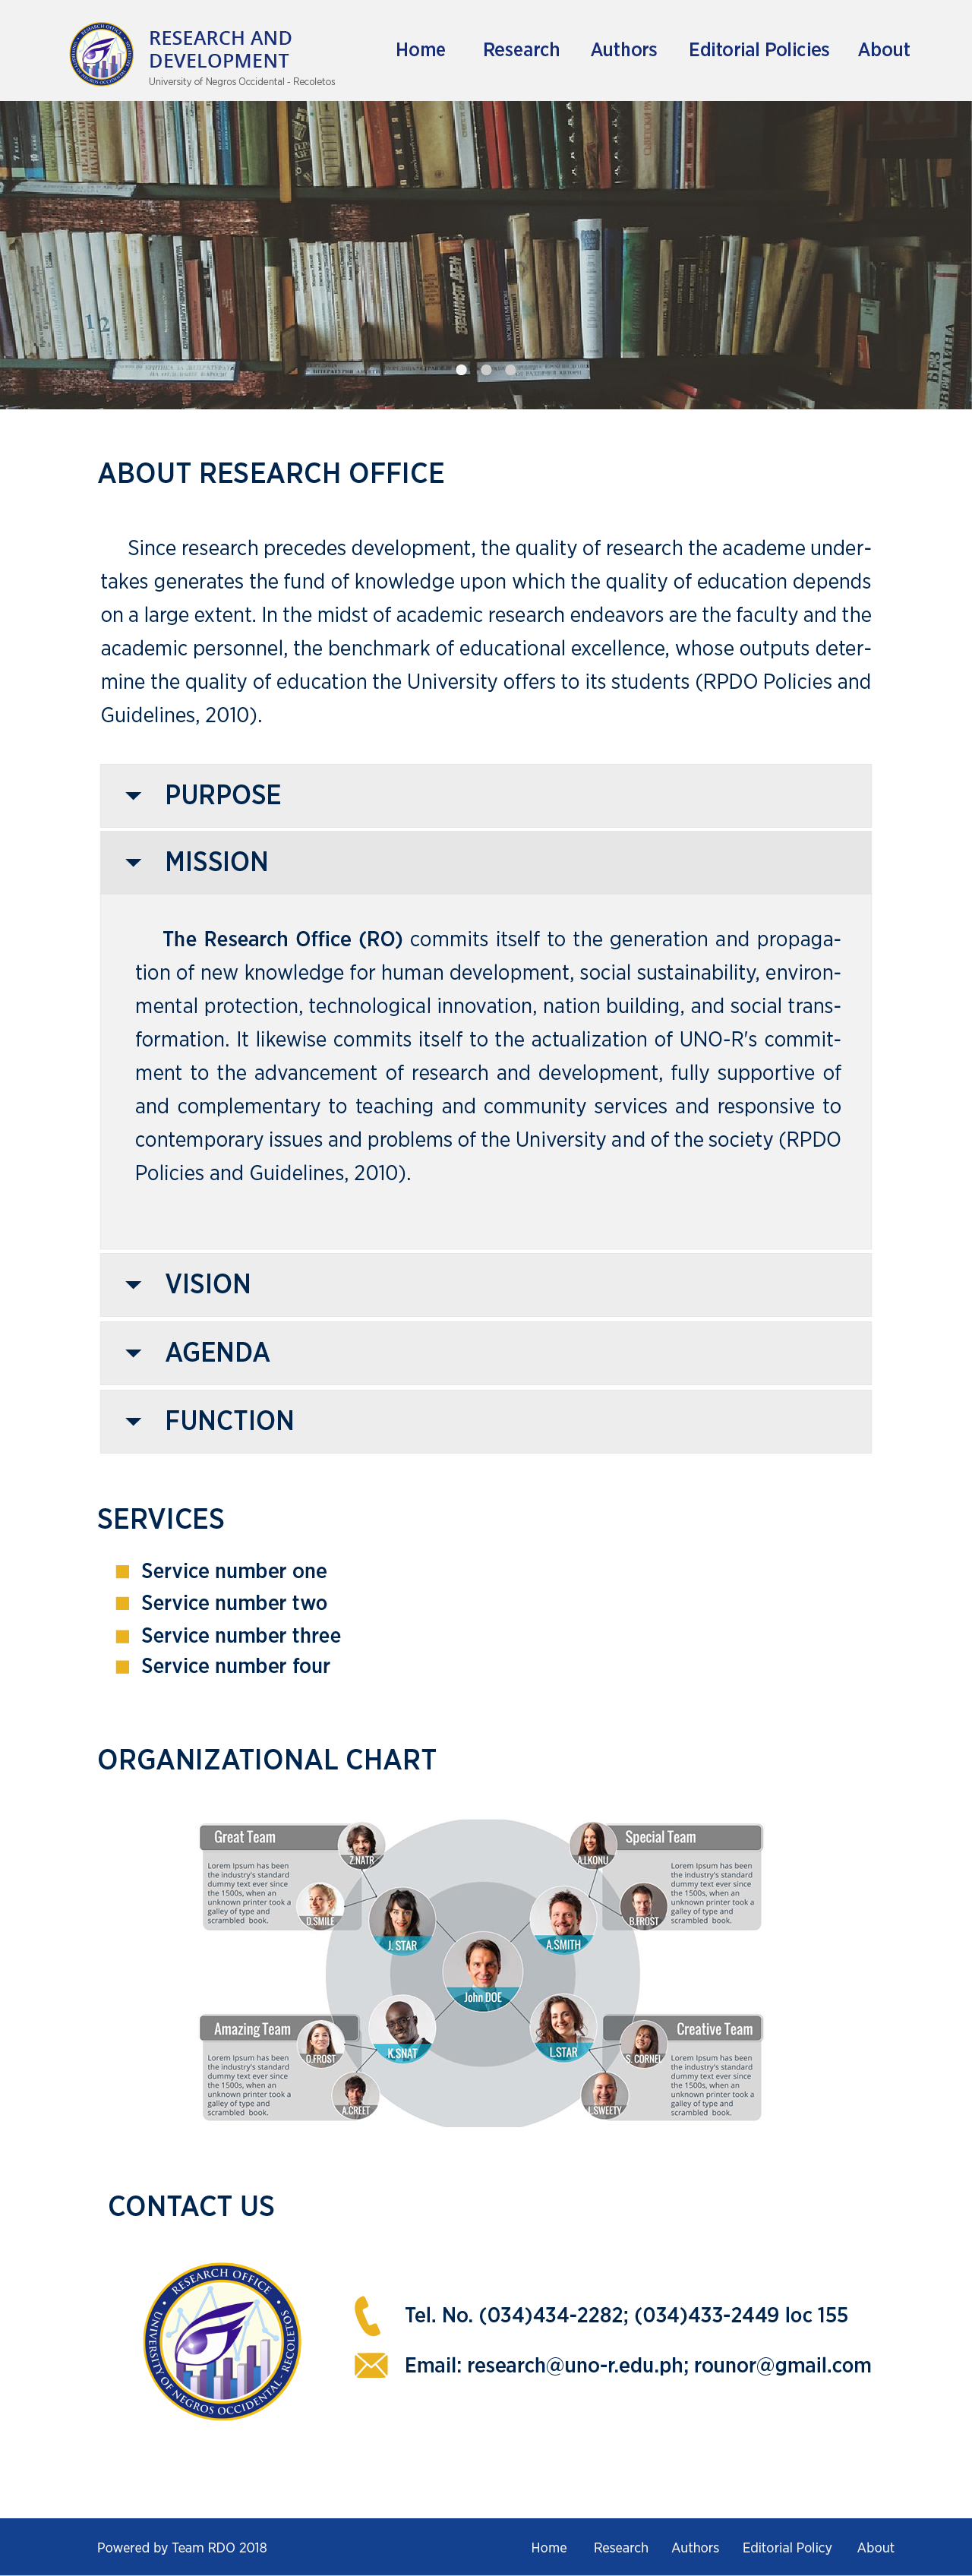 RESEARCH AND
DEVELOPMENT
University of Negros Occidental - Recoletos
Home Research Authors Editorial Policies About
ABOUT RESEARCH OFFICE
Since research precedes development, the quality of research the academe under-
takes generates the fund of knowledge upon which the quality of education depends
on a large extent. In the midst of academic research endeavors are the faculty and the
academic personnel, the benchmark of educational excellence, whose outputs deter-
mine the quality of education the University offers to its students (RPDO Policies and
Guidelines, 2010).
PURPOSE
MISSION
The Research Office (RO) commits itself to the generation and propaga-
tion of new knowledge for human development, social sustainability, environ-
mental protection, technological innovation, nation building, and social trans-
formation. It likewise commits itself to the actualization of UNO-R's commit-
ment to the advancement of research and development, fully supportive of
and complementary to teaching and community services and responsive to
contemporary issues and problems of the University and of the society (RPDO
Policies and Guidelines, 2010).
VISION
AGENDA
FUNCTION
SERVICES
Service number one
Service number two
Service number three
Service number four
ORGANIZATIONAL CHART
Great Team
Z.NATR
Lorem Ipsum has been
the industry's standard
dummy text ever since
the 1500s, when an
unknown printer took a
galley of type and
scrambled book.
D.SMILE
J. STAR
A.LKONU
Special Team
Lorem Ipsum has been
the industry's standard
dummy text ever since
the 1500s, when an
unknown printer took a
galley of type and
scrambled book.
B.FROST
A.SMITH
John DOE
Amazing Team
O.FROST
Lorem Ipsum has been
the industry's standard
dummy text ever since
the 1500s, when an
unknown printer took a
galley of type and
scrambled book.
A.CREET
K.SNAT
L.STAR
S. CORNEL
Creative Team
Lorem Ipsum has been
the industry's standard
dummy text ever since
the 1500s, when an
unknown printer took a
galley of type and
scrambled book.
CONTACT US
RESEARCH OFFICE
UNIVERSITY OF NEGROS OCCIDENTAL - RECOLETOS
Tel. No. (034)434-2282; (034)433-2449 loc 155
Email: research@uno-r.edu.ph; rounor@gmail.com
Powered by Team RDO 2018
Home Research Authors Editorial Policy About